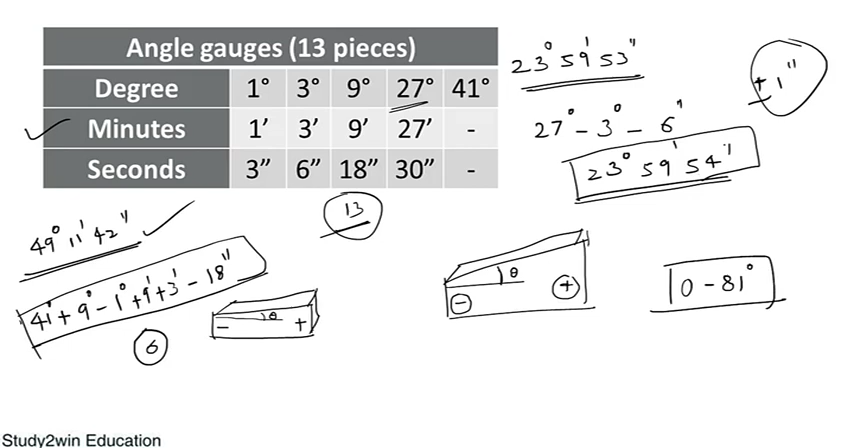 Angle gauges (13 pieces)
Degree 1° 3° 9° 27° 41°
Minutes 1’ 3’ 9’ 27’ -
Seconds 3” 6” 18” 30” -
23° 59' 53"
± 1"
27° - 3° - 6"
23° 59' 54"
13
49° 11' 42"
41° + 9° - 1° + 9' + 3' - 18"
6
- θ +
θ
- +
0 - 81°
Study2win Education